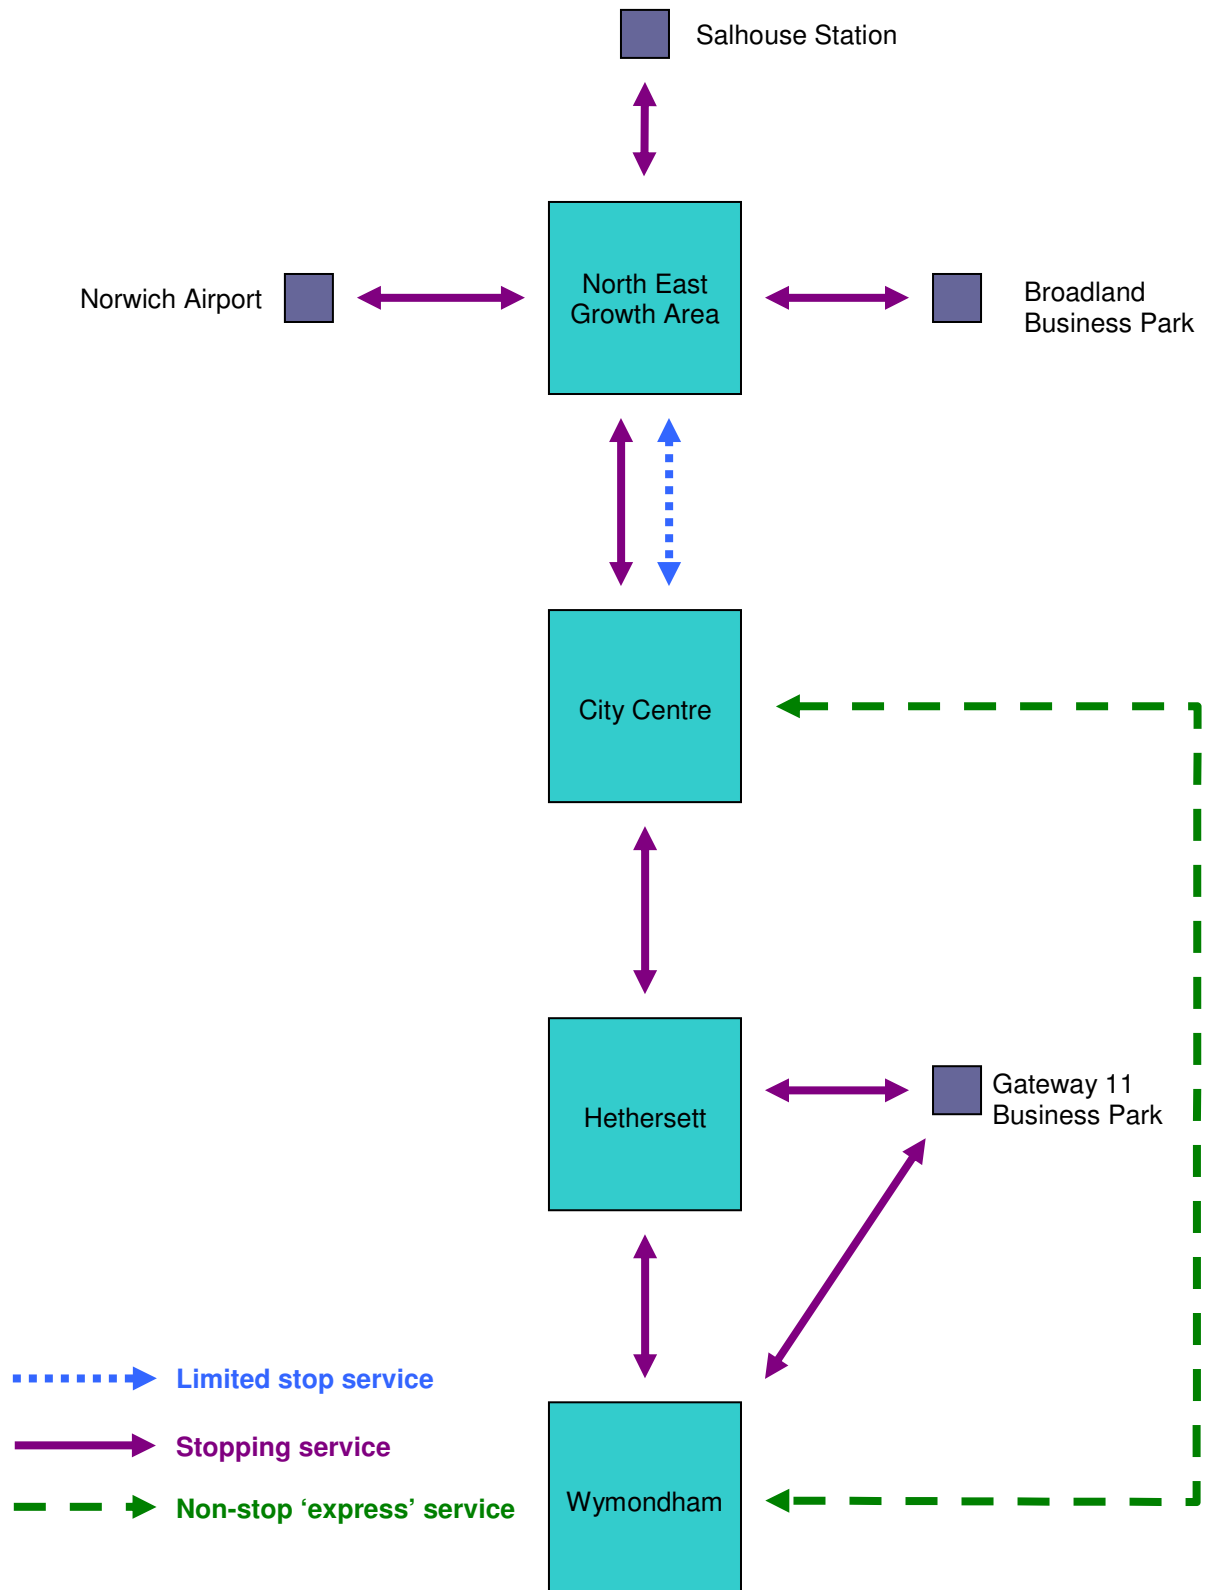 Salhouse Station
Norwich Airport
North East
Growth Area
Broadland
Business Park
City Centre
Hethersett
Gateway 11
Business Park
Limited stop service
Stopping service
Non-stop ‘express’ service
Wymondham